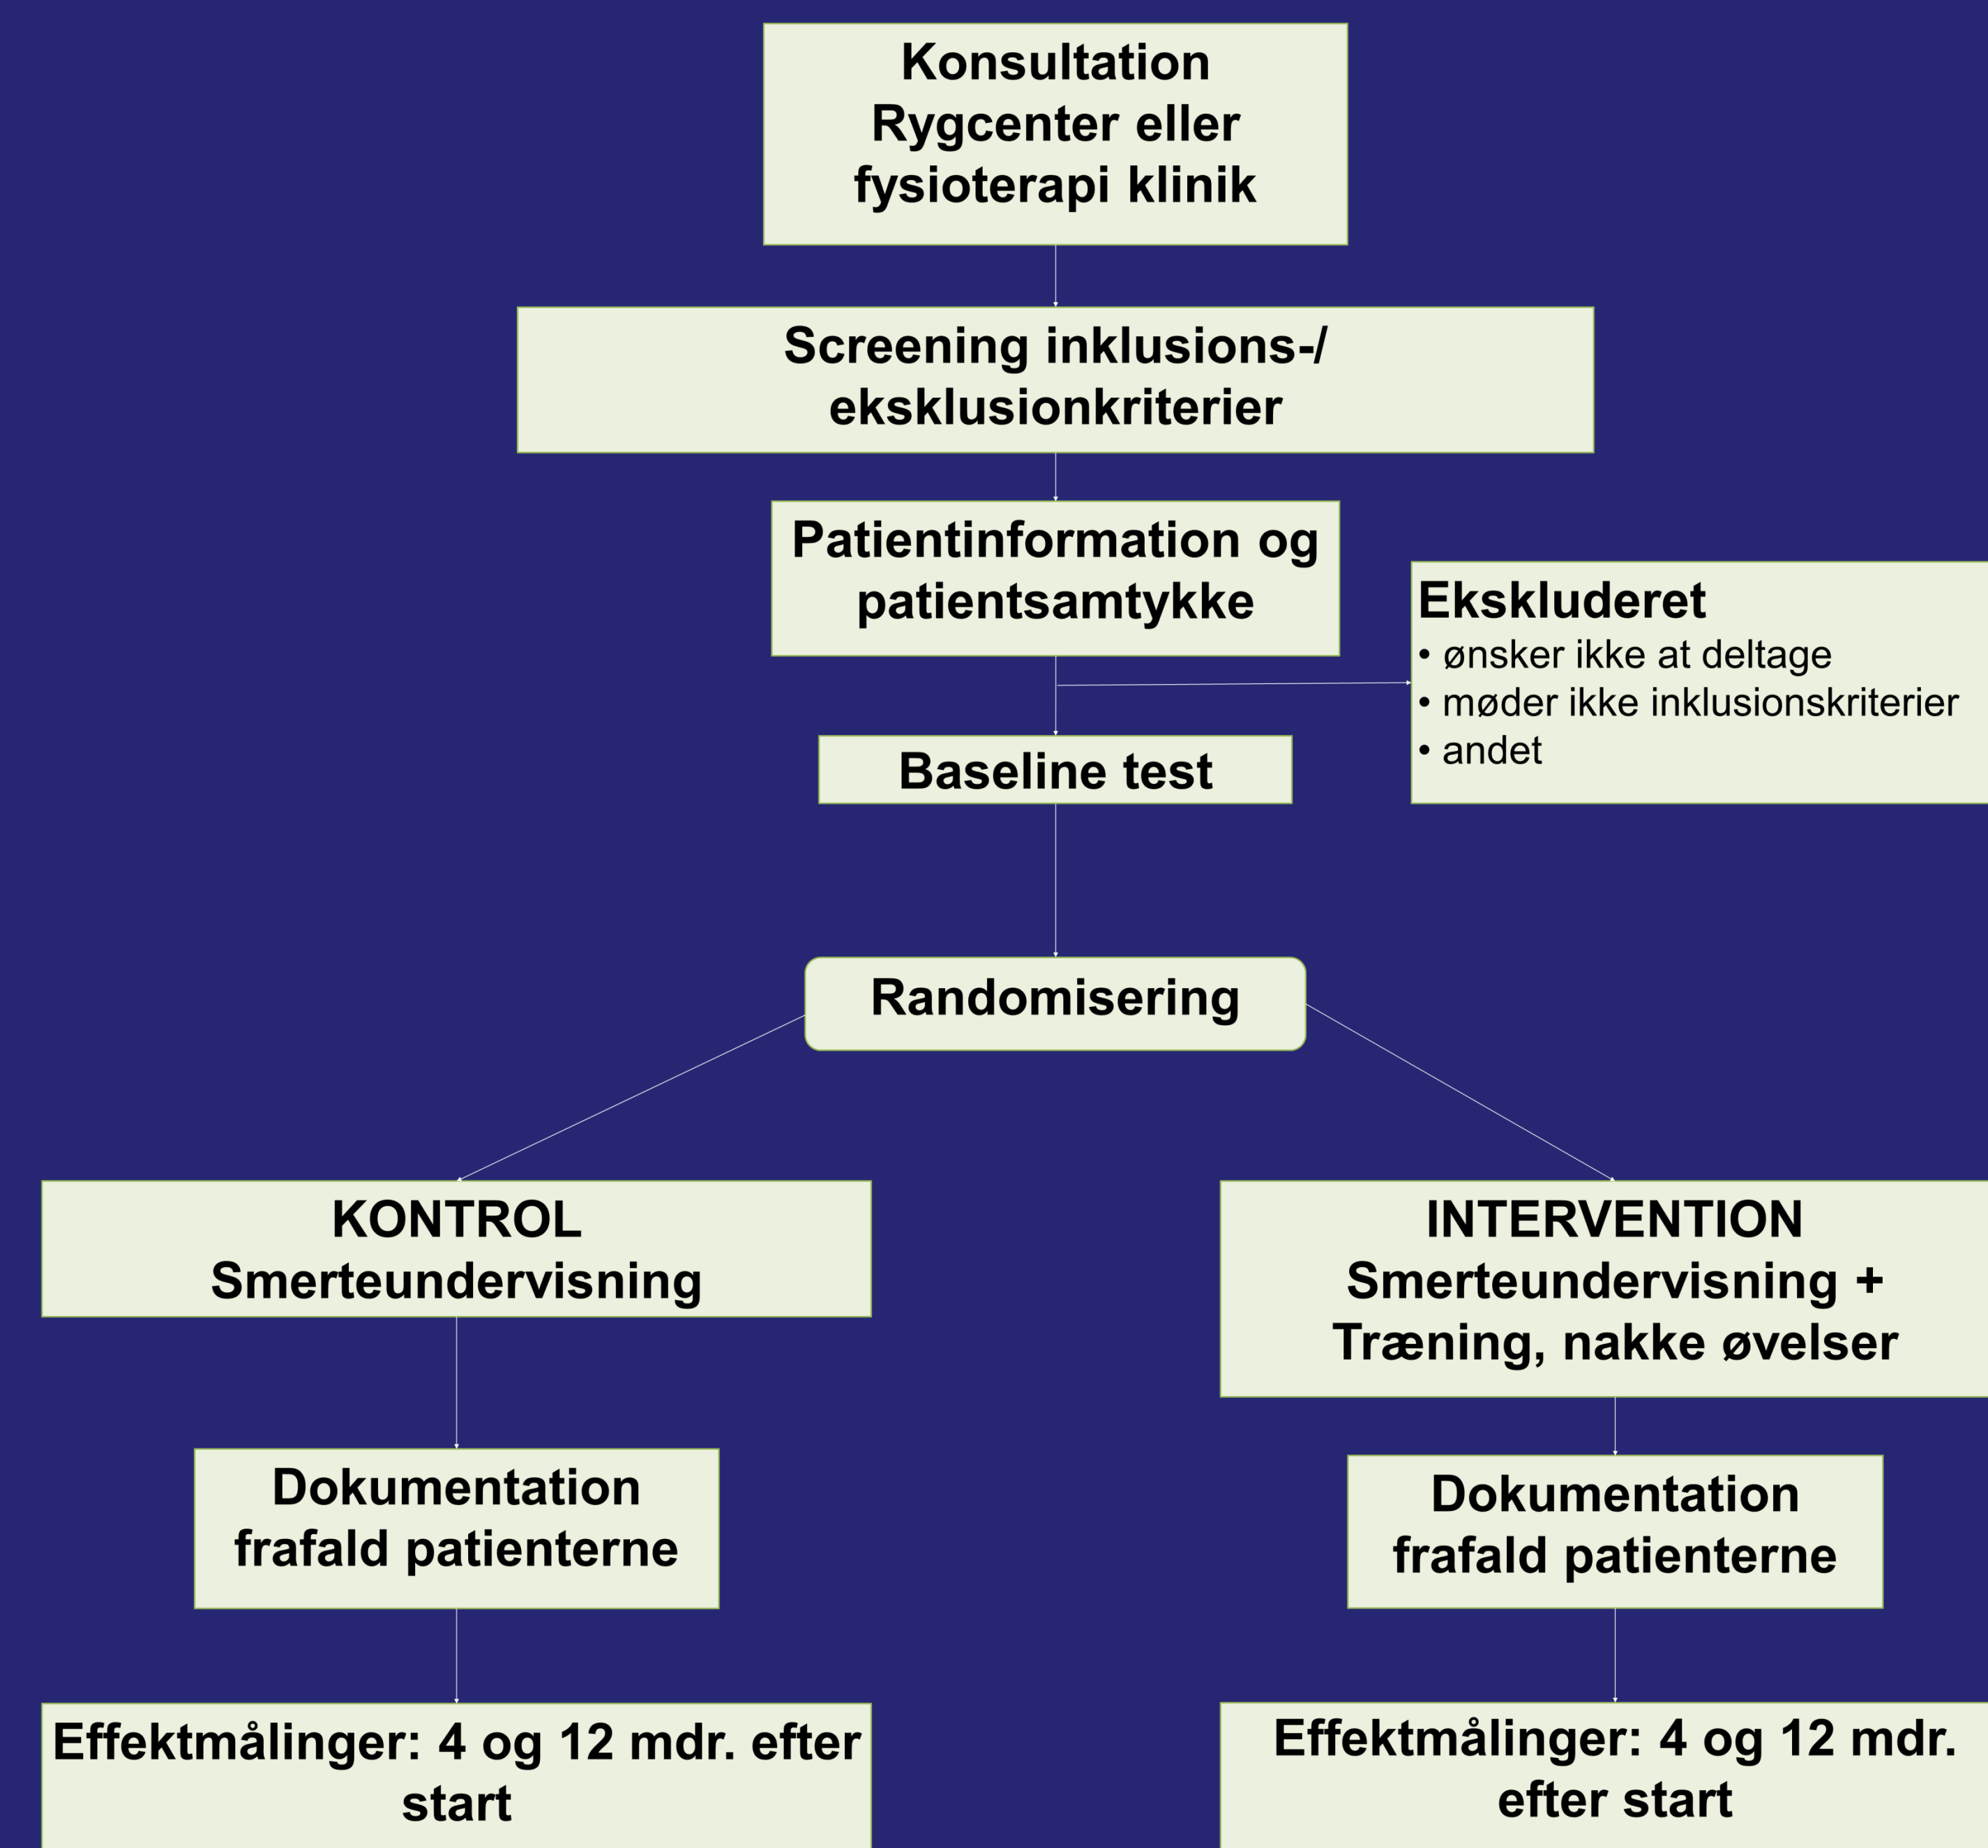 Konsultation
Rygcenter eller
fysioterapi klinik
Screening inklusions-/
eksklusionkriterier
Patientinformation og
patientsamtykke
Ekskluderet
• ønsker ikke at deltage
• møder ikke inklusionskriterier
• andet
Baseline test
Randomisering
KONTROL
Smerteundervisning
INTERVENTION
Smerteundervisning +
Træning, nakke øvelser
Dokumentation
frafald patienterne
Dokumentation
frafald patienterne
Effektmålinger: 4 og 12 mdr. efter
start
Effektmålinger: 4 og 12 mdr.
efter start